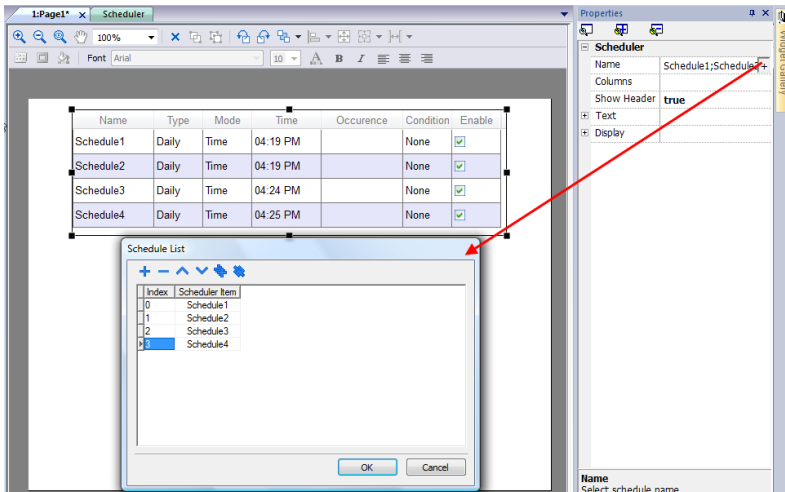 1:Page1* x Scheduler
100%
Font Arial 10 A B I
Name Type Mode Time Occurence Condition Enable
Schedule1 Daily Time 04:19 PM None
Schedule2 Daily Time 04:19 PM None
Schedule3 Daily Time 04:24 PM None
Schedule4 Daily Time 04:25 PM None
Schedule List
Index Scheduler Item
0 Schedule1
1 Schedule2
2 Schedule3
3 Schedule4
OK Cancel
Properties
Scheduler
Name Schedule1;Schedule2 +
Columns
Show Header true
Text
Display
Name
Select schedule name
Widget Gallery